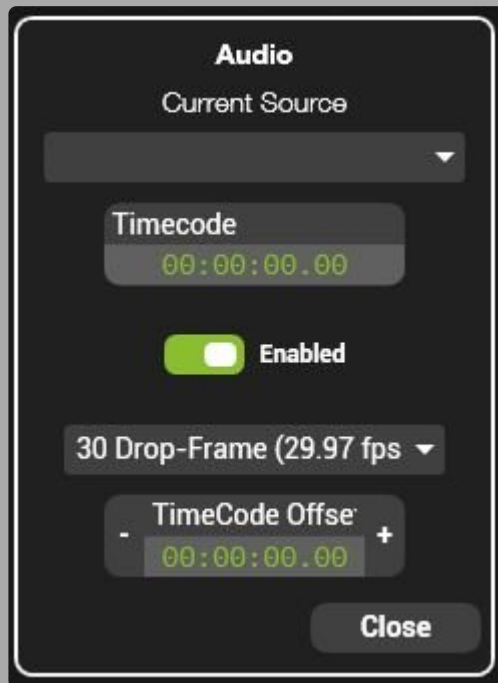 Audio
Current Source
Timecode
00:00:00.00
Enabled
30 Drop-Frame (29.97 fps
- TimeCode Offse +
00:00:00.00
Close